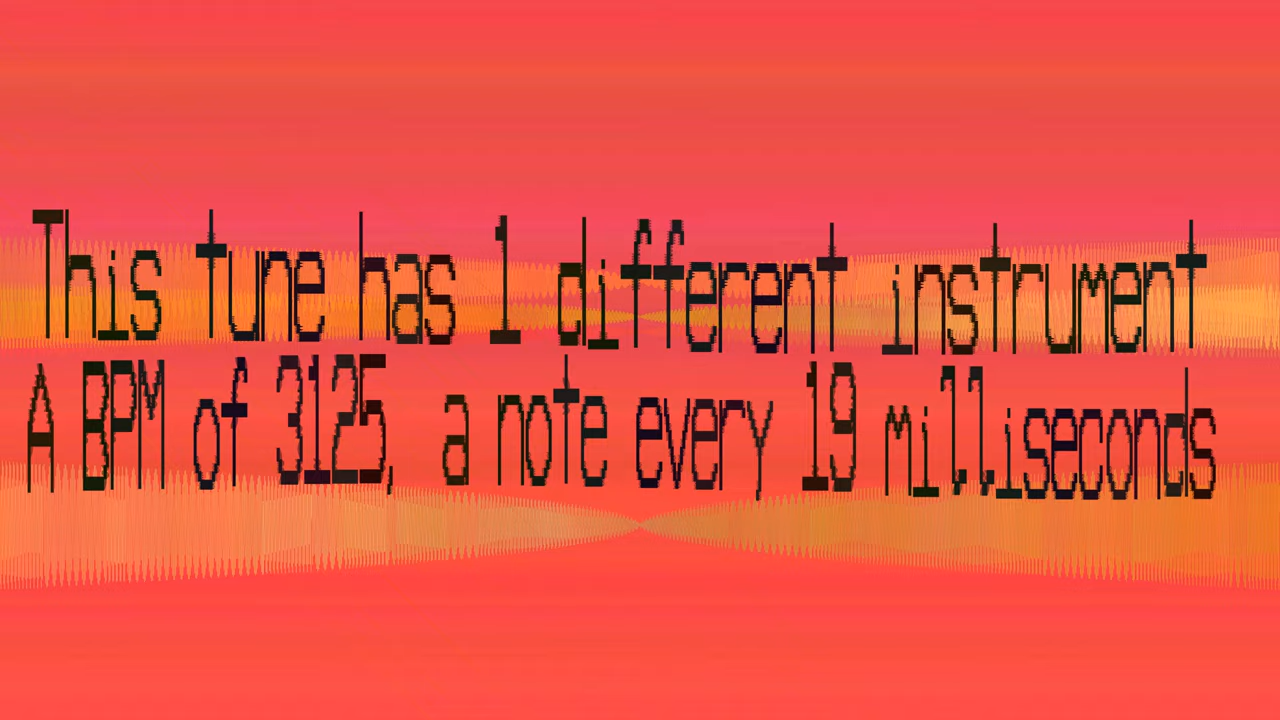 This tune has 1 different instrument
A BPM of 3125, a note every 19 milliseconds